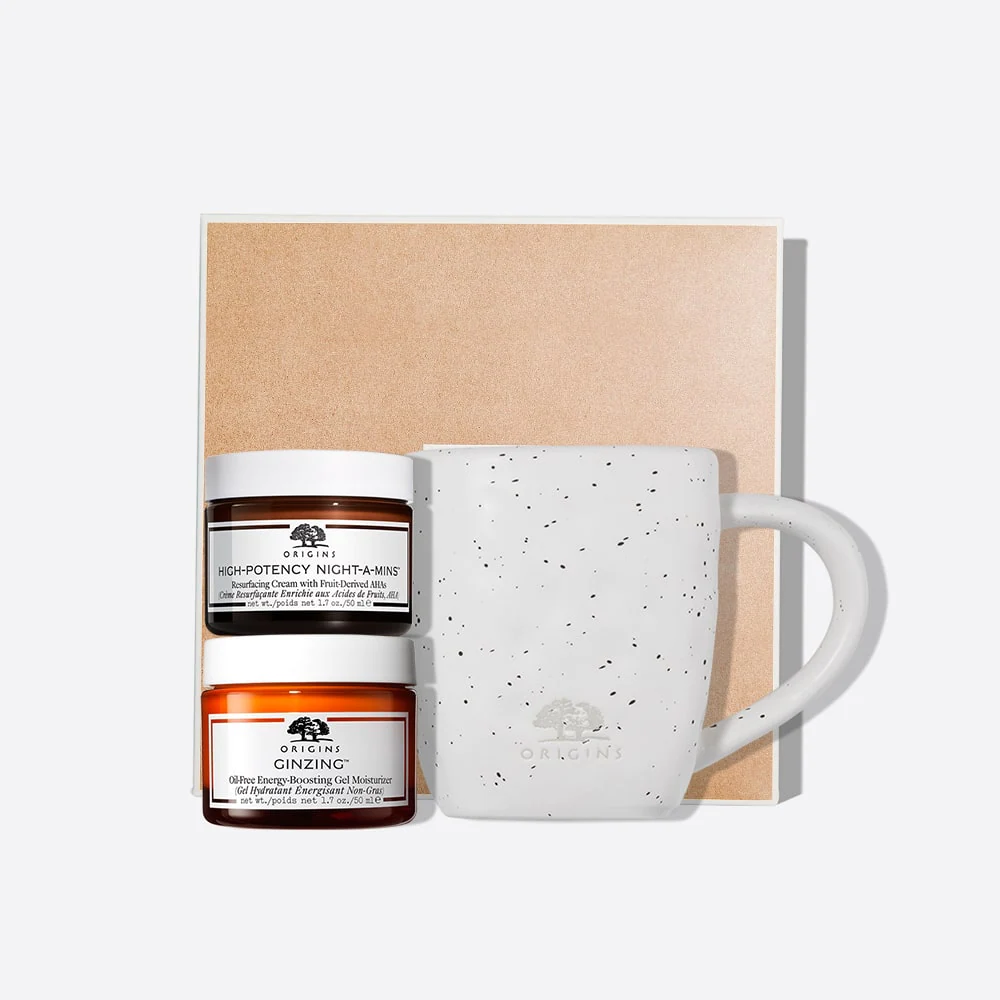 ORIGINS
HIGH-POTENCY NIGHT-A-MINS™
Resurfacing Cream with Fruit-Derived AHAs
(Crème Resurfaçante Enrichie aux Acides de Fruits, AHA)
net wt./poids net 1.7 oz./50 ml ℮
ORIGINS
GINZING™
Oil-Free Energy-Boosting Gel Moisturizer
(Gel Hydratant Énergisant Non-Gras)
net wt./poids net 1.7 oz./50 ml ℮
ORIGINS